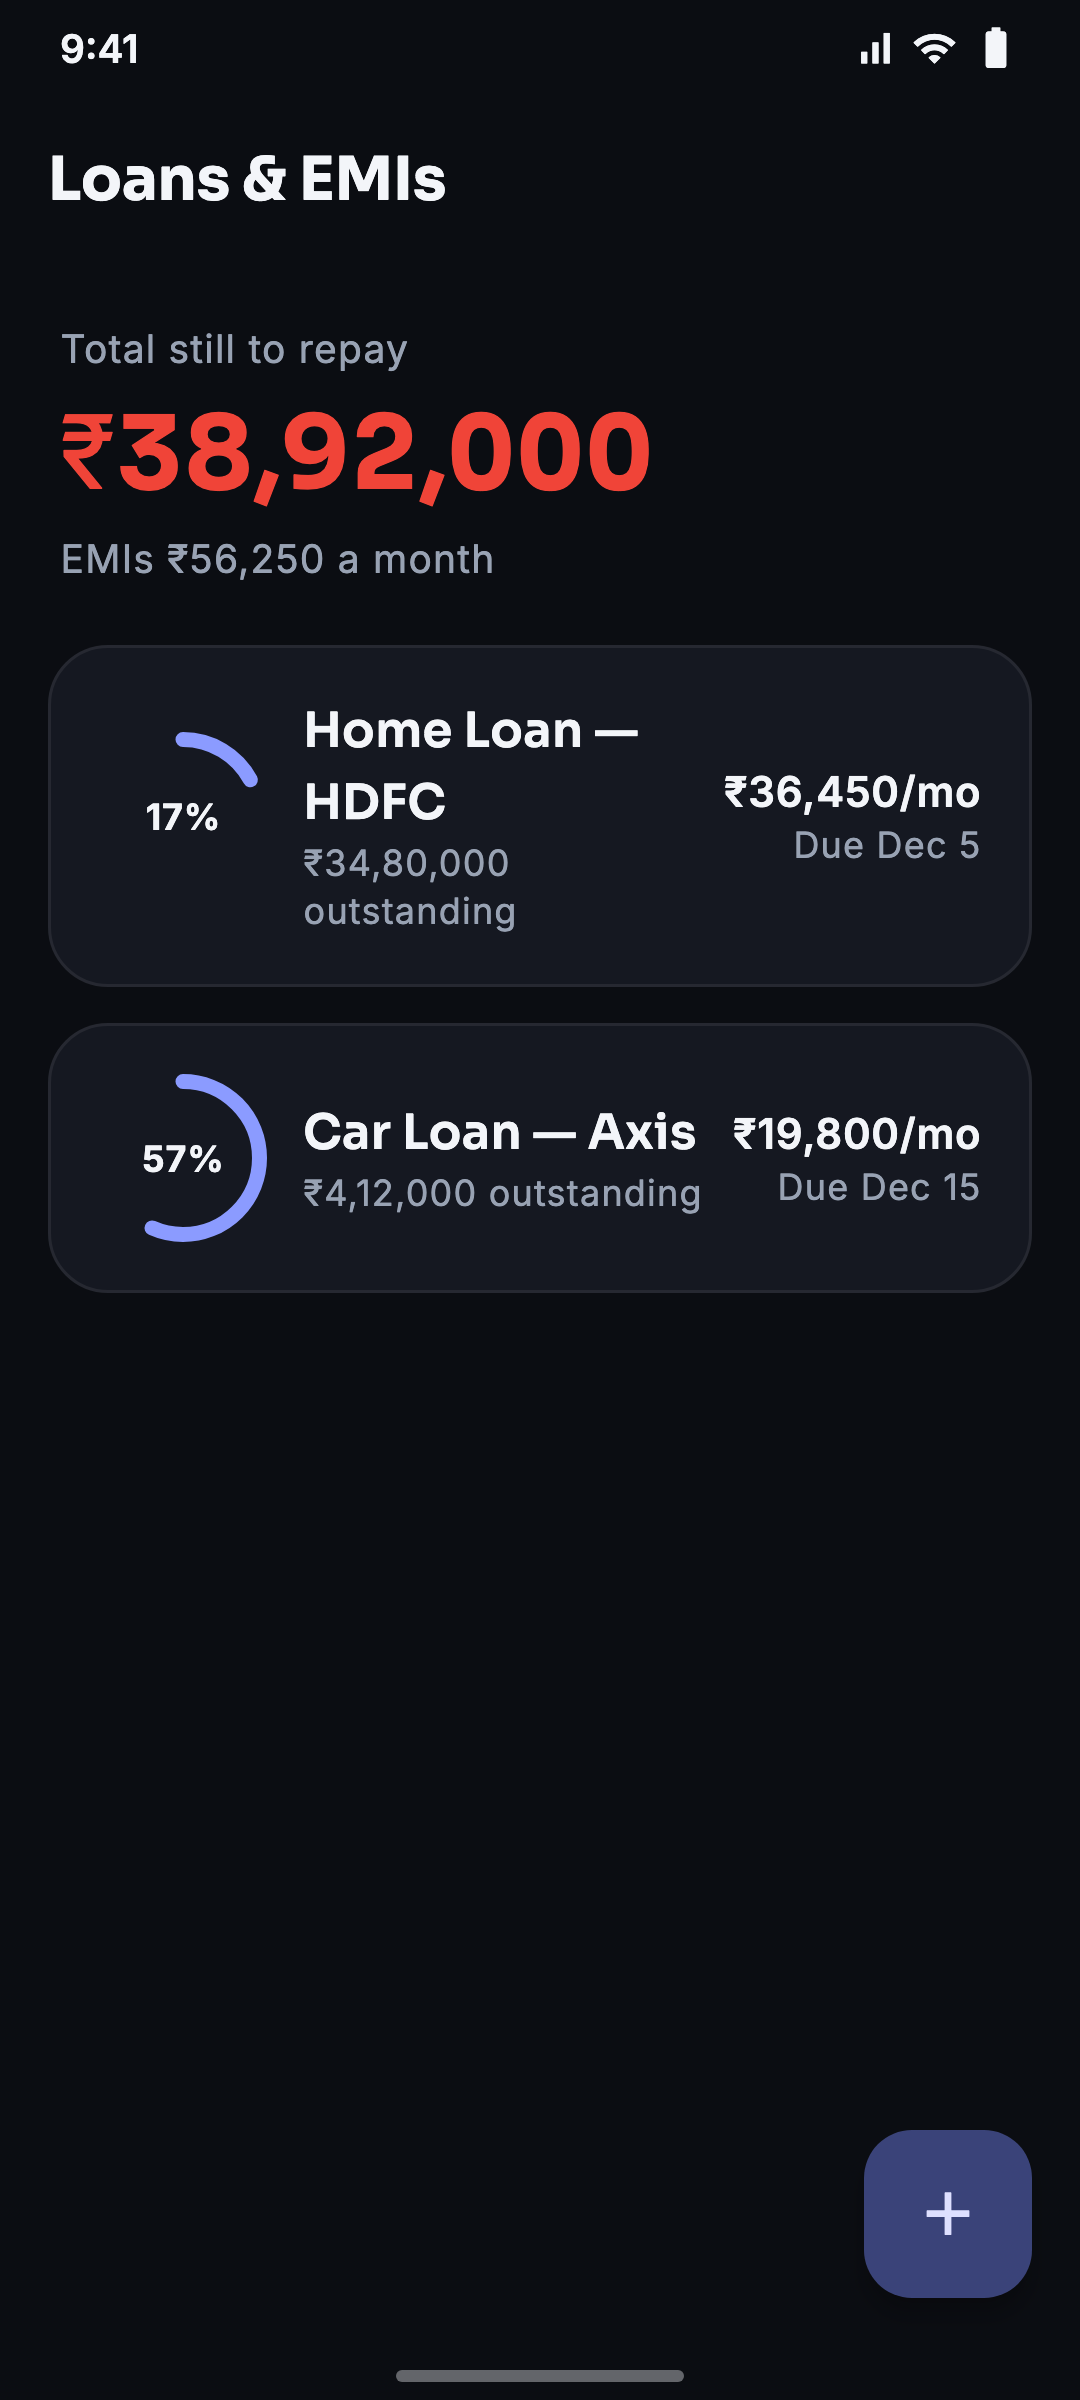 9:41
Loans & EMIs
Total still to repay
₹38,92,000
EMIs ₹56,250 a month
17%
Home Loan —
HDFC
₹34,80,000
outstanding
₹36,450/mo
Due Dec 5
57%
Car Loan — Axis
₹4,12,000 outstanding
₹19,800/mo
Due Dec 15